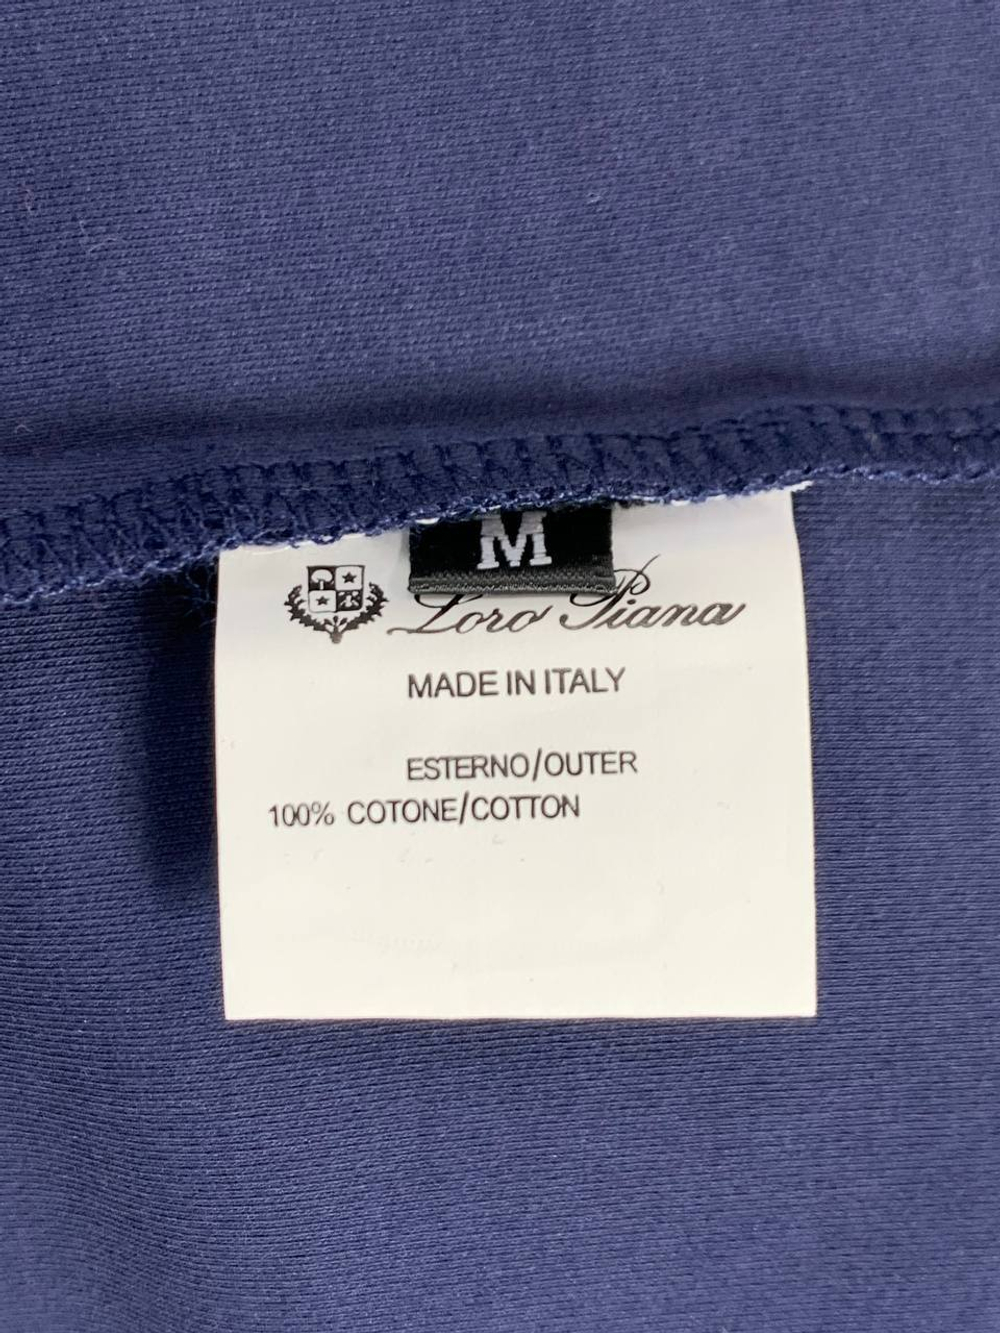 M
Loro Piana
MADE IN ITALY
ESTERNO/OUTER
100% COTONE/COTTON